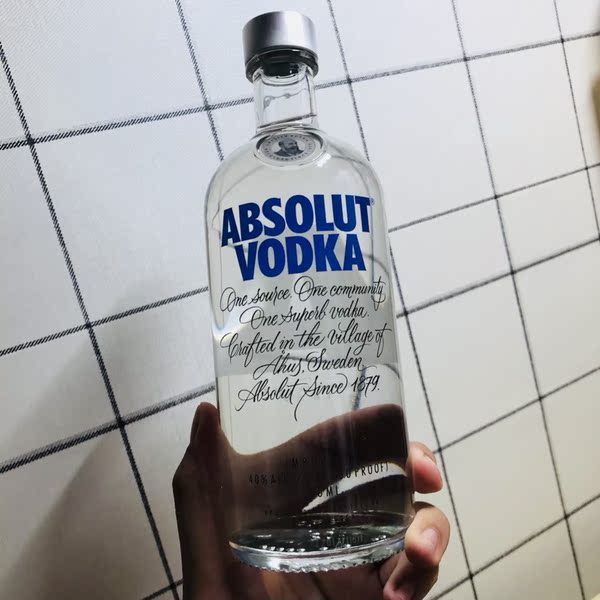 ABSOLUT
VODKA
One source. One community
One superb vodka.
Crafted in the village of
Åhus, Sweden
Absolut Since 1879.